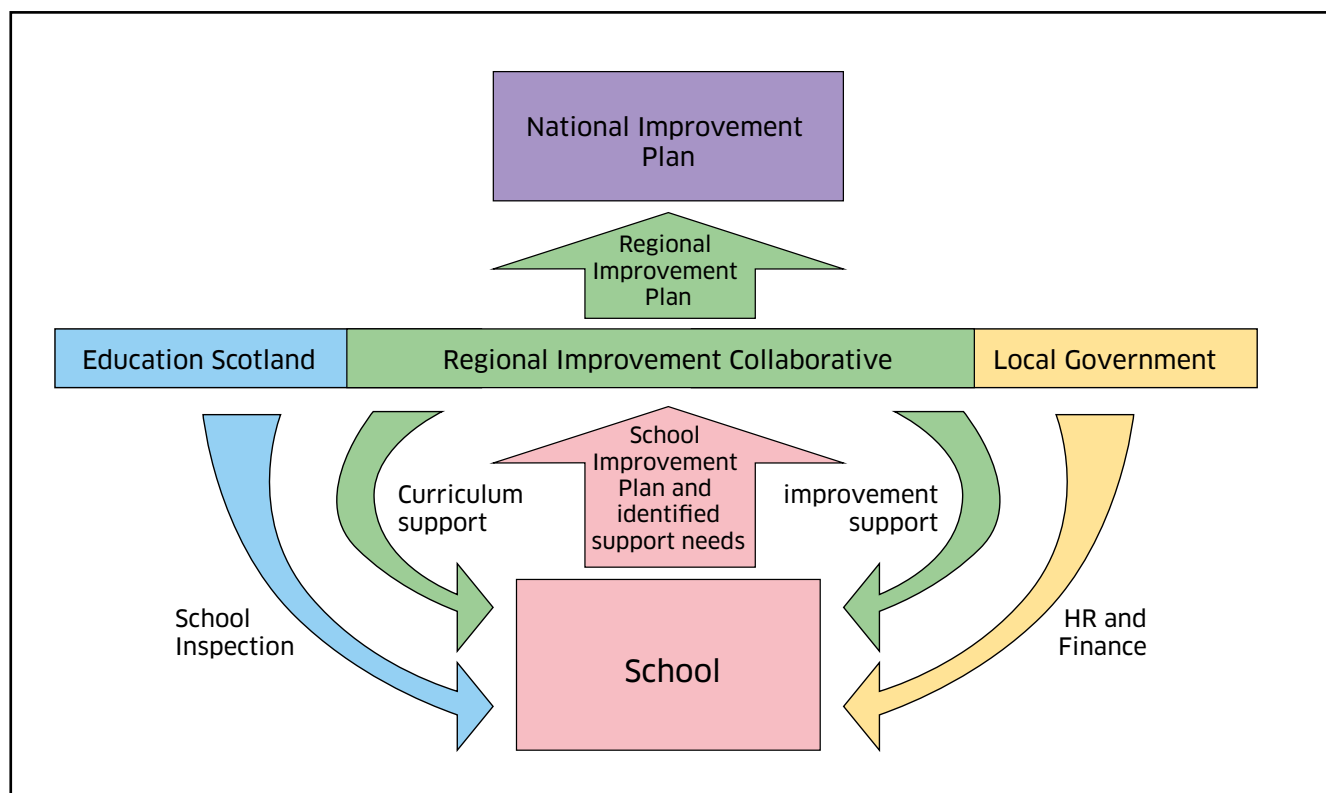 National Improvement
Plan
Regional
Improvement
Plan
Education Scotland
Regional Improvement Collaborative
Local Government
School
Improvement
Plan and
identified
support needs
Curriculum
support
improvement
support
School
Inspection
HR and
Finance
School